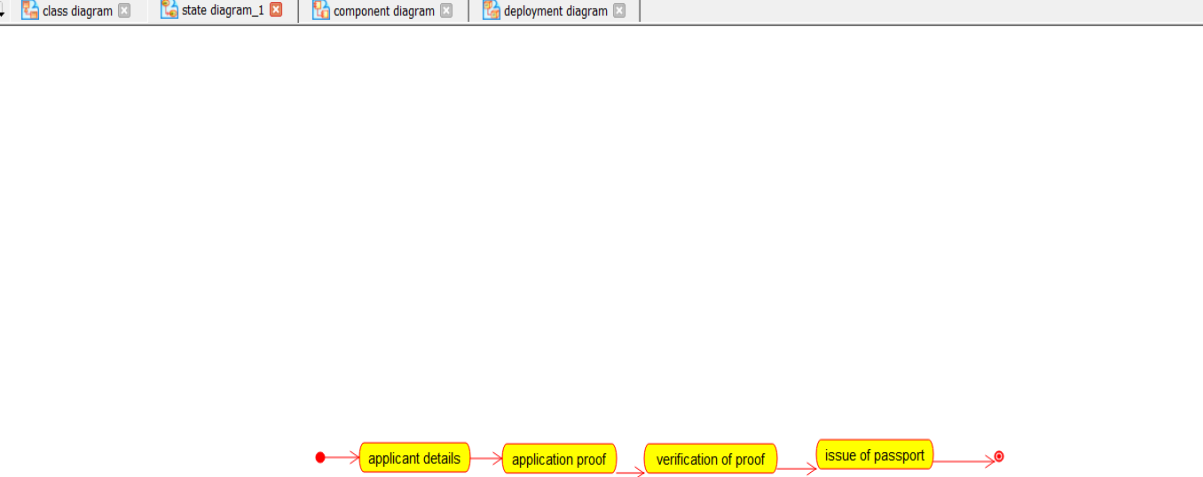 class diagram
state diagram_1
component diagram
deployment diagram
applicant details
application proof
verification of proof
issue of passport